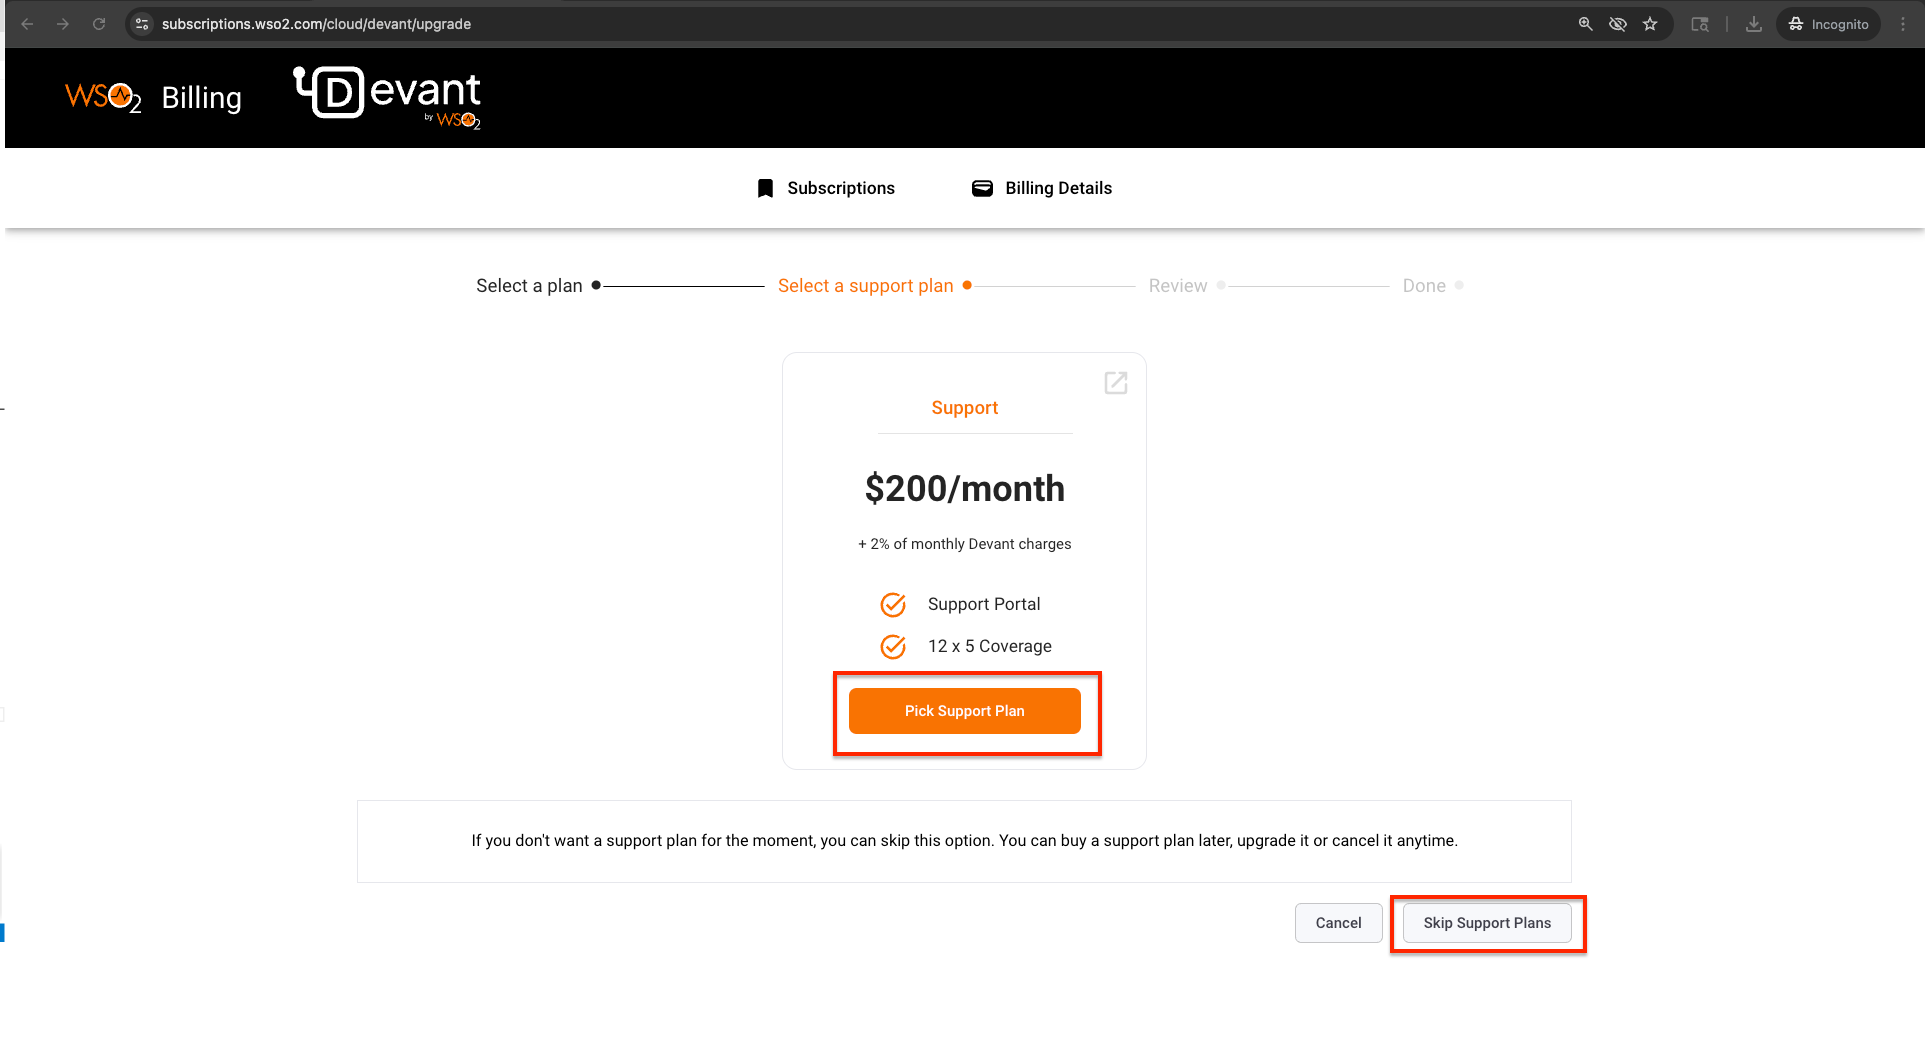 subscriptions.wso2.com/cloud/devant/upgrade
Incognito
WSO2 Billing
Devant
by WSO2
Subscriptions
Billing Details
Select a plan
Select a support plan
Review
Done
Support
$200/month
+ 2% of monthly Devant charges
Support Portal
12 x 5 Coverage
Pick Support Plan
If you don't want a support plan for the moment, you can skip this option. You can buy a support plan later, upgrade it or cancel it anytime.
Cancel
Skip Support Plans